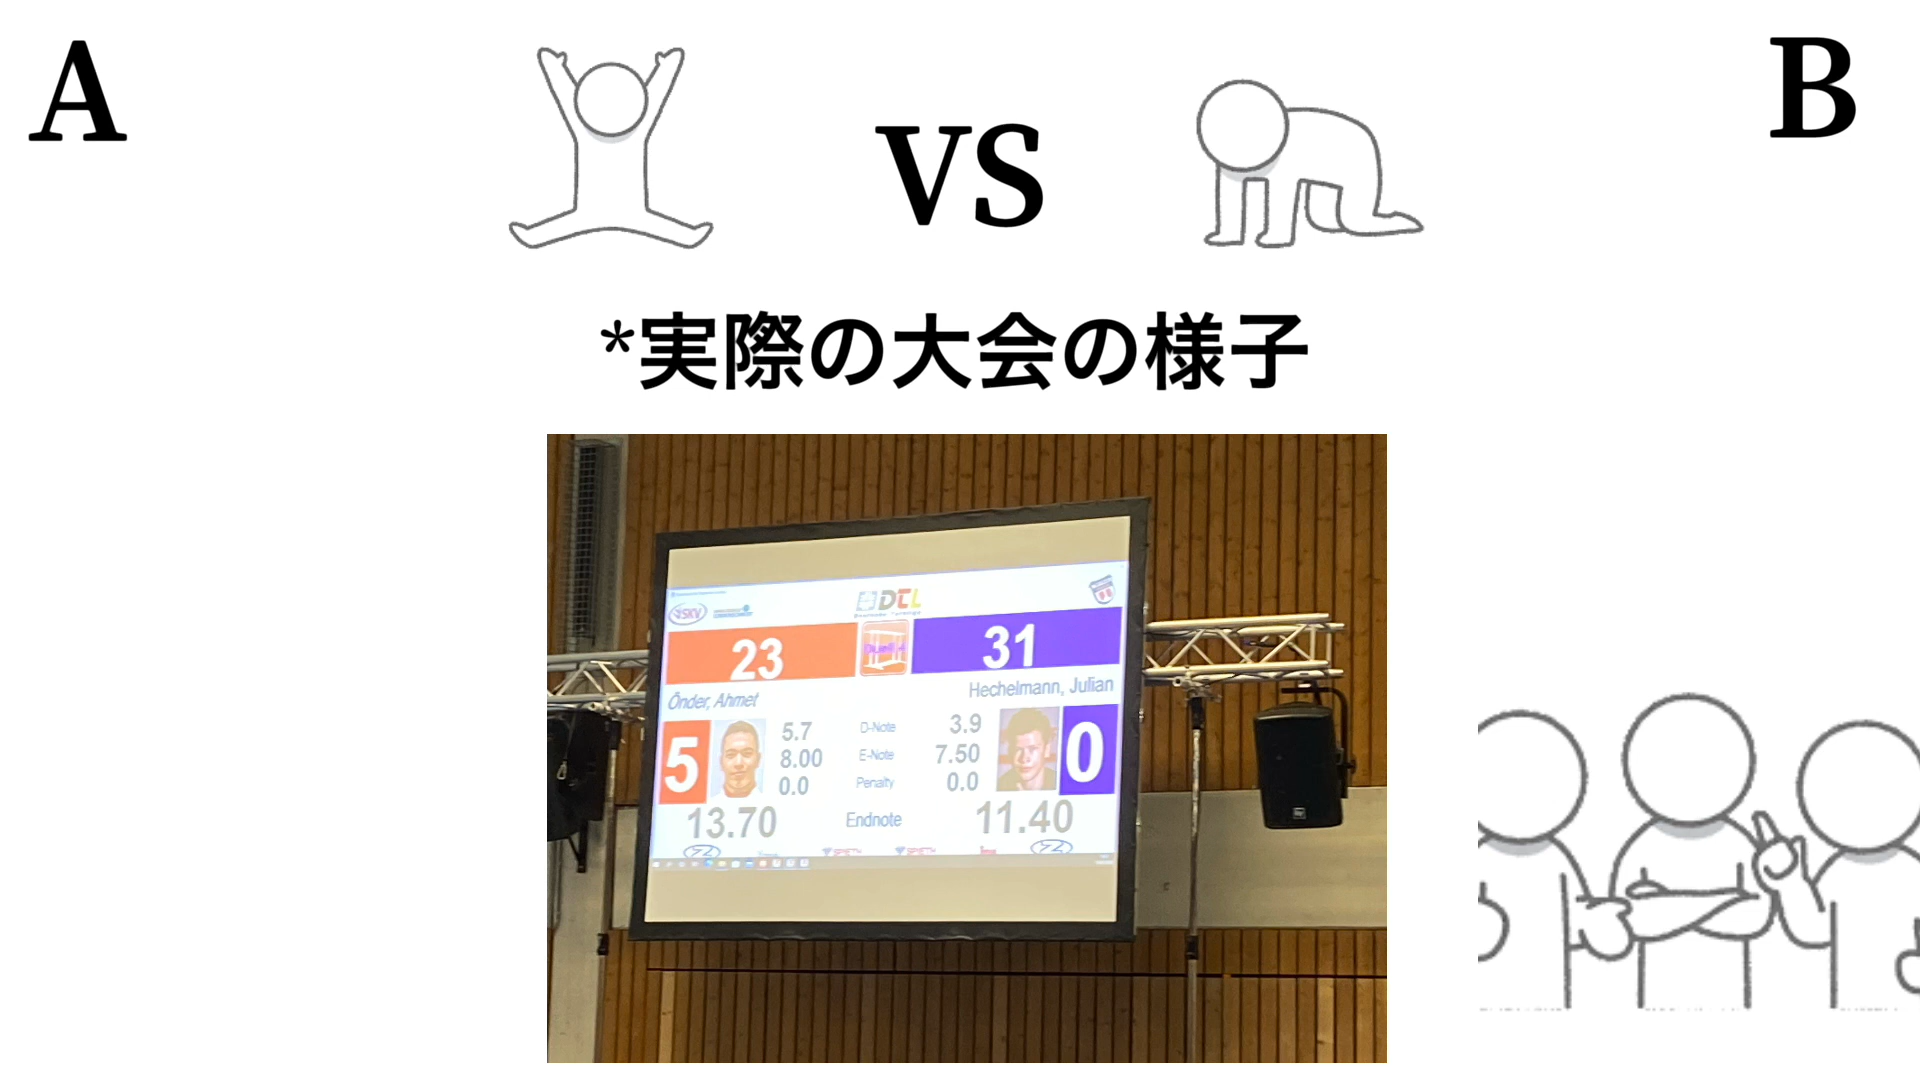 A
B
VS
*実際の大会の様子
SKV
DTL
23
31
Önder, Ahmet
Hechelmann, Julian
5
5.7
D-Note
3.9
0
8.00
E-Note
7.50
0.0
Penalty
0.0
13.70
Endnote
11.40